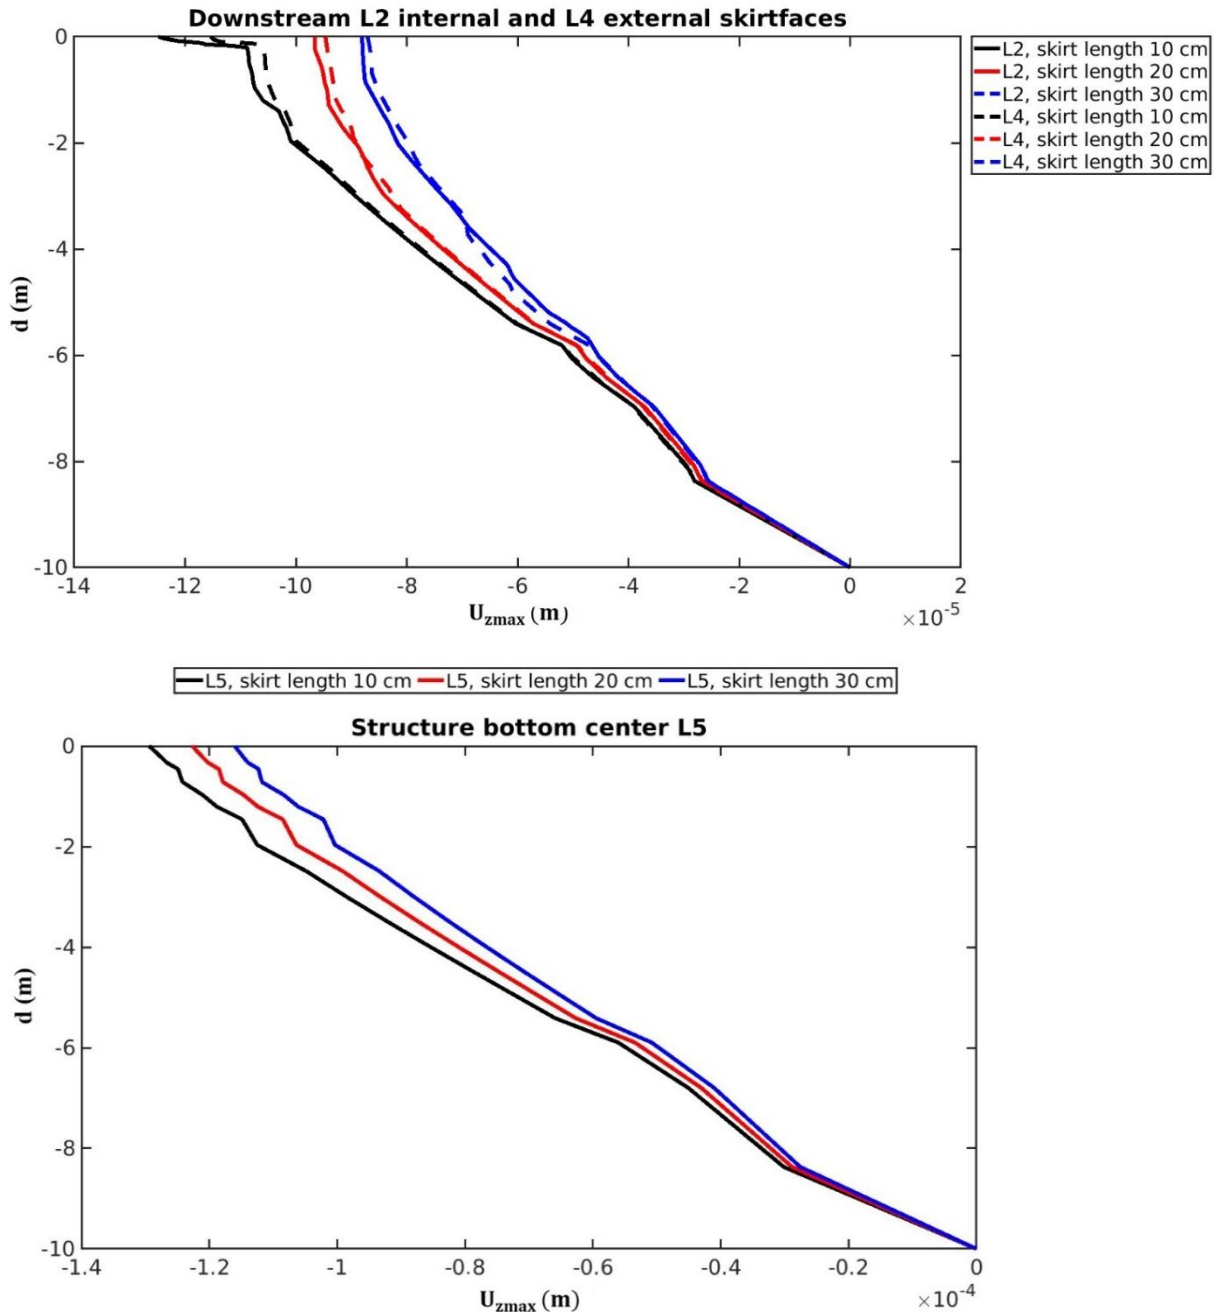 Downstream L2 internal and L4 external skirtfaces
0
-2
-4
-6
-8
-10
d (m)
-14 -12 -10 -8 -6 -4 -2 0 2
U_zmax (m)
×10^-5
L2, skirt length 10 cm
L2, skirt length 20 cm
L2, skirt length 30 cm
L4, skirt length 10 cm
L4, skirt length 20 cm
L4, skirt length 30 cm
L5, skirt length 10 cm L5, skirt length 20 cm L5, skirt length 30 cm
Structure bottom center L5
0
-2
-4
-6
-8
-10
d (m)
-1.4 -1.2 -1 -0.8 -0.6 -0.4 -0.2 0
U_zmax (m)
×10^-4